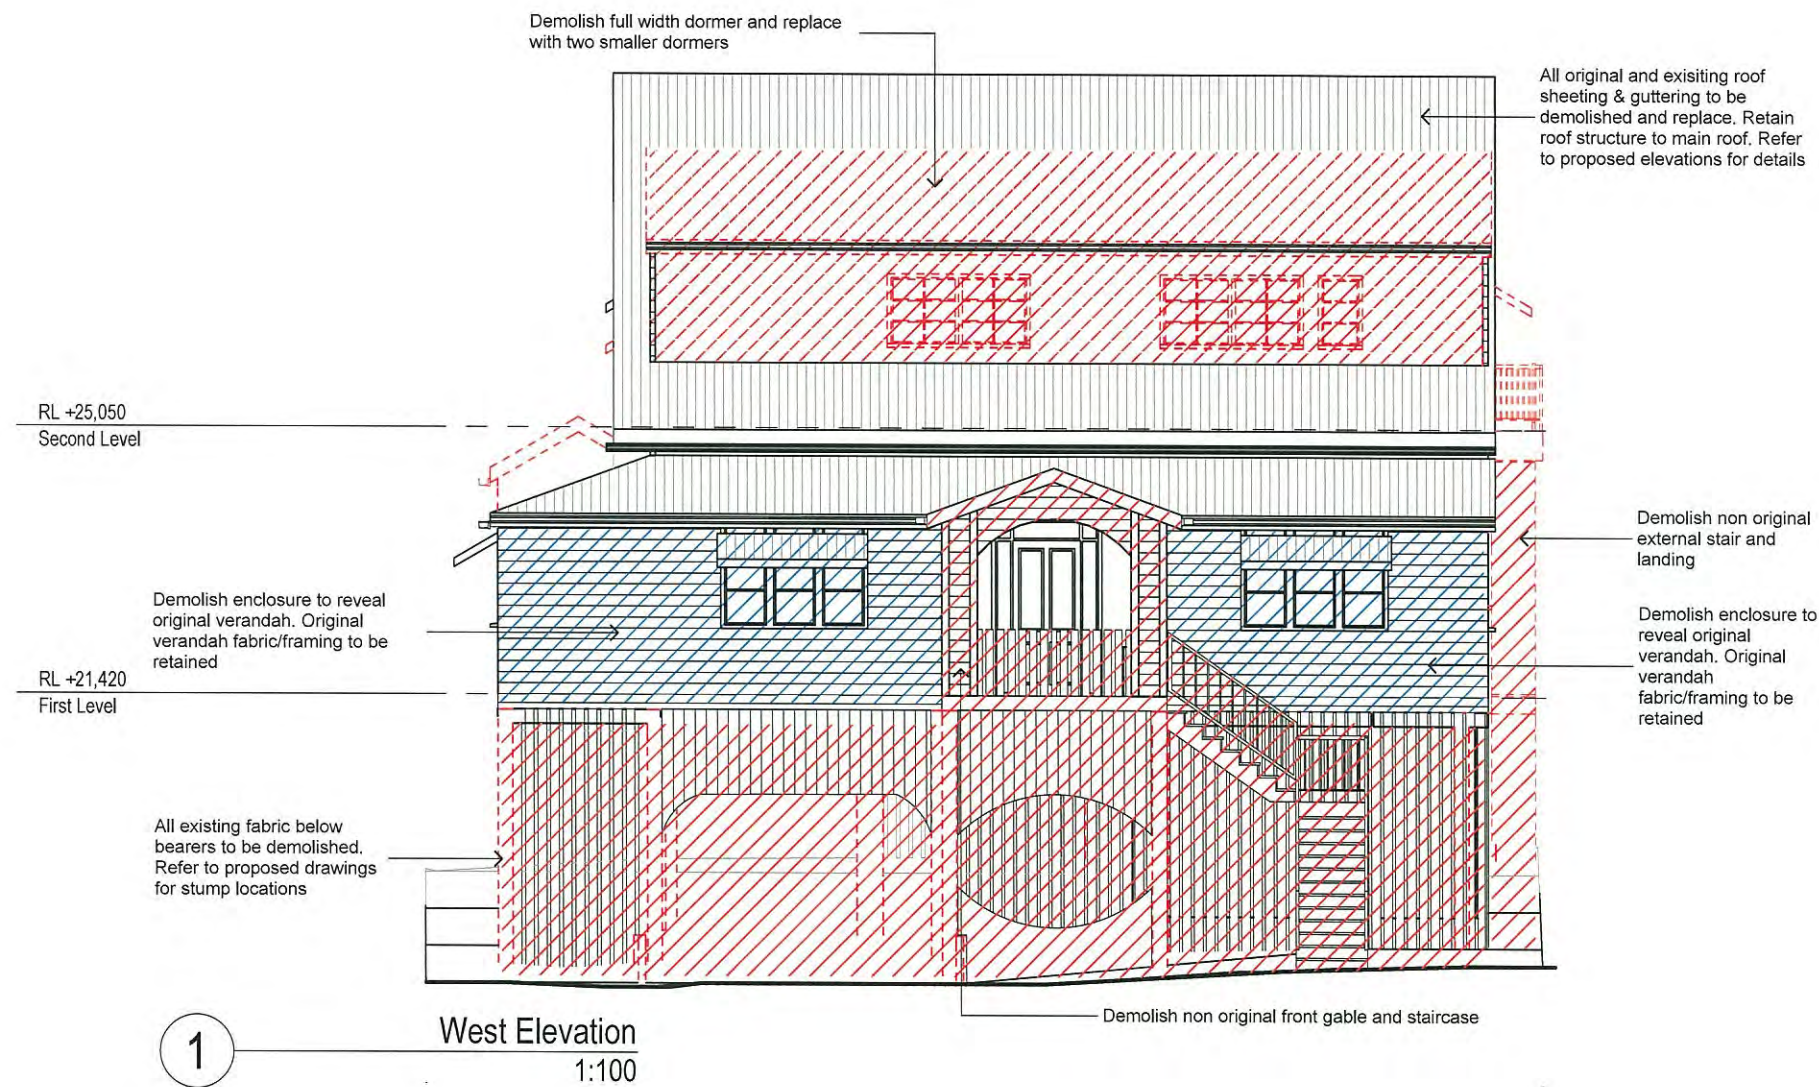 Demolish full width dormer and replace
with two smaller dormers
All original and exisiting roof
sheeting & guttering to be
demolished and replace. Retain
roof structure to main roof. Refer
to proposed elevations for details
RL +25,050
Second Level
Demolish non original
external stair and
landing
Demolish enclosure to reveal
original verandah. Original
verandah fabric/framing to be
retained
Demolish enclosure to
reveal original
verandah. Original
verandah
fabric/framing to be
retained
RL +21,420
First Level
All existing fabric below
bearers to be demolished.
Refer to proposed drawings
for stump locations
Demolish non original front gable and staircase
1
West Elevation
1:100